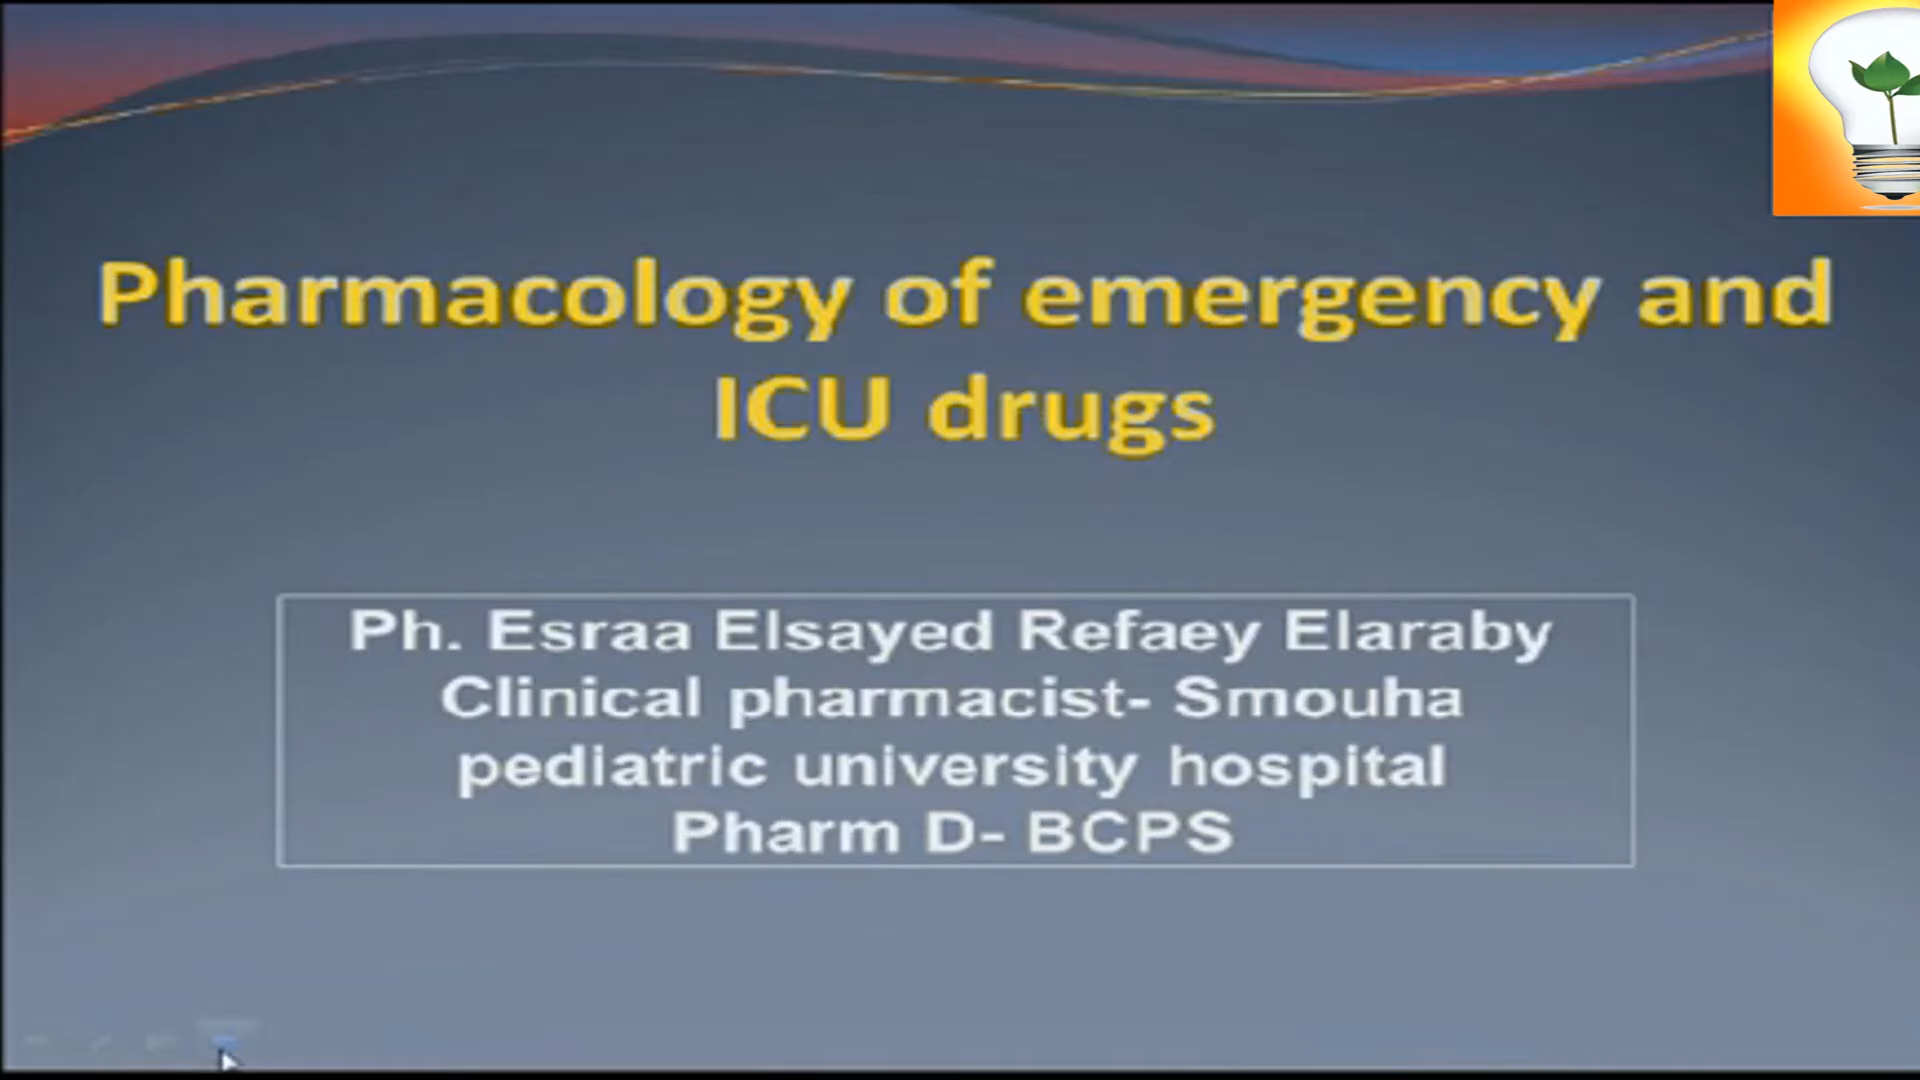 Pharmacology of emergency and
ICU drugs
Ph. Esraa Elsayed Refaey Elaraby
Clinical pharmacist- Smouha
pediatric university hospital
Pharm D- BCPS